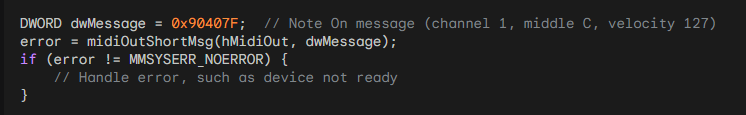 DWORD dwMessage = 0x90407F;  // Note On message (channel 1, middle C, velocity 127)
error = midiOutShortMsg(hMidiOut, dwMessage);
if (error != MMSYSERR_NOERROR) {
    // Handle error, such as device not ready
}